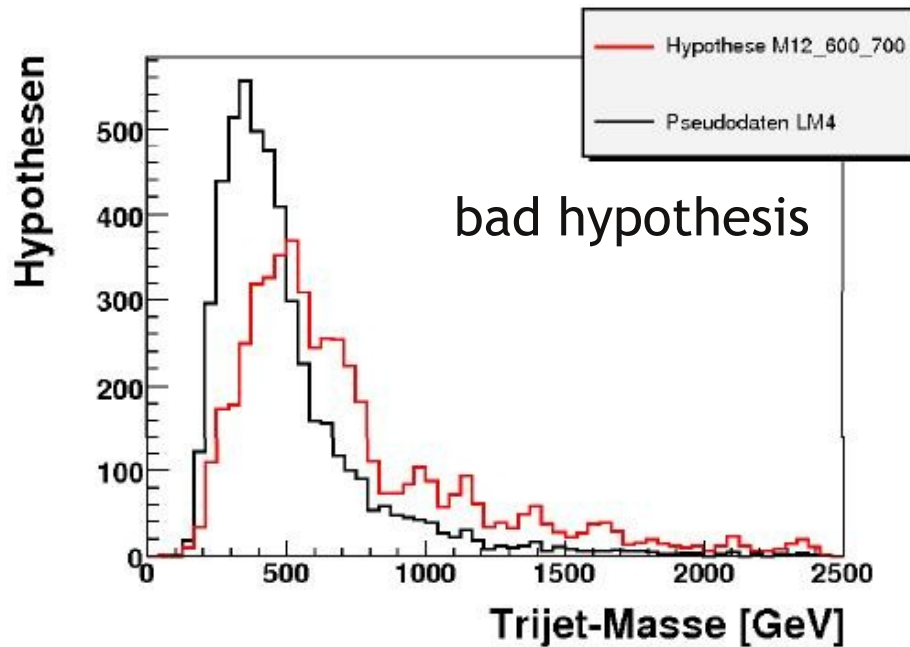 Hypothese M12_600_700
Pseudodaten LM4
bad hypothesis
Hypothesen
500
400
300
200
100
0
0 500 1000 1500 2000 2500
Trijet-Masse [GeV]